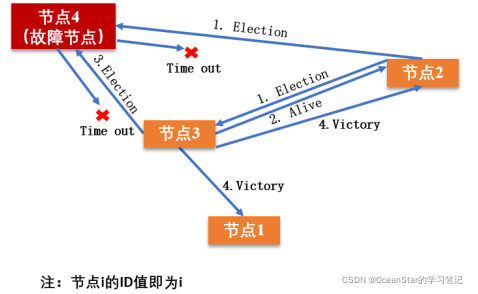 节点4
（故障节点）
1. Election
Time out
节点2
3.Election
1. Election
2. Alive
Time out
节点3
4.Victory
4.Victory
节点1
注：节点i的ID值即为i
CSDN @OceanStar的学习笔记